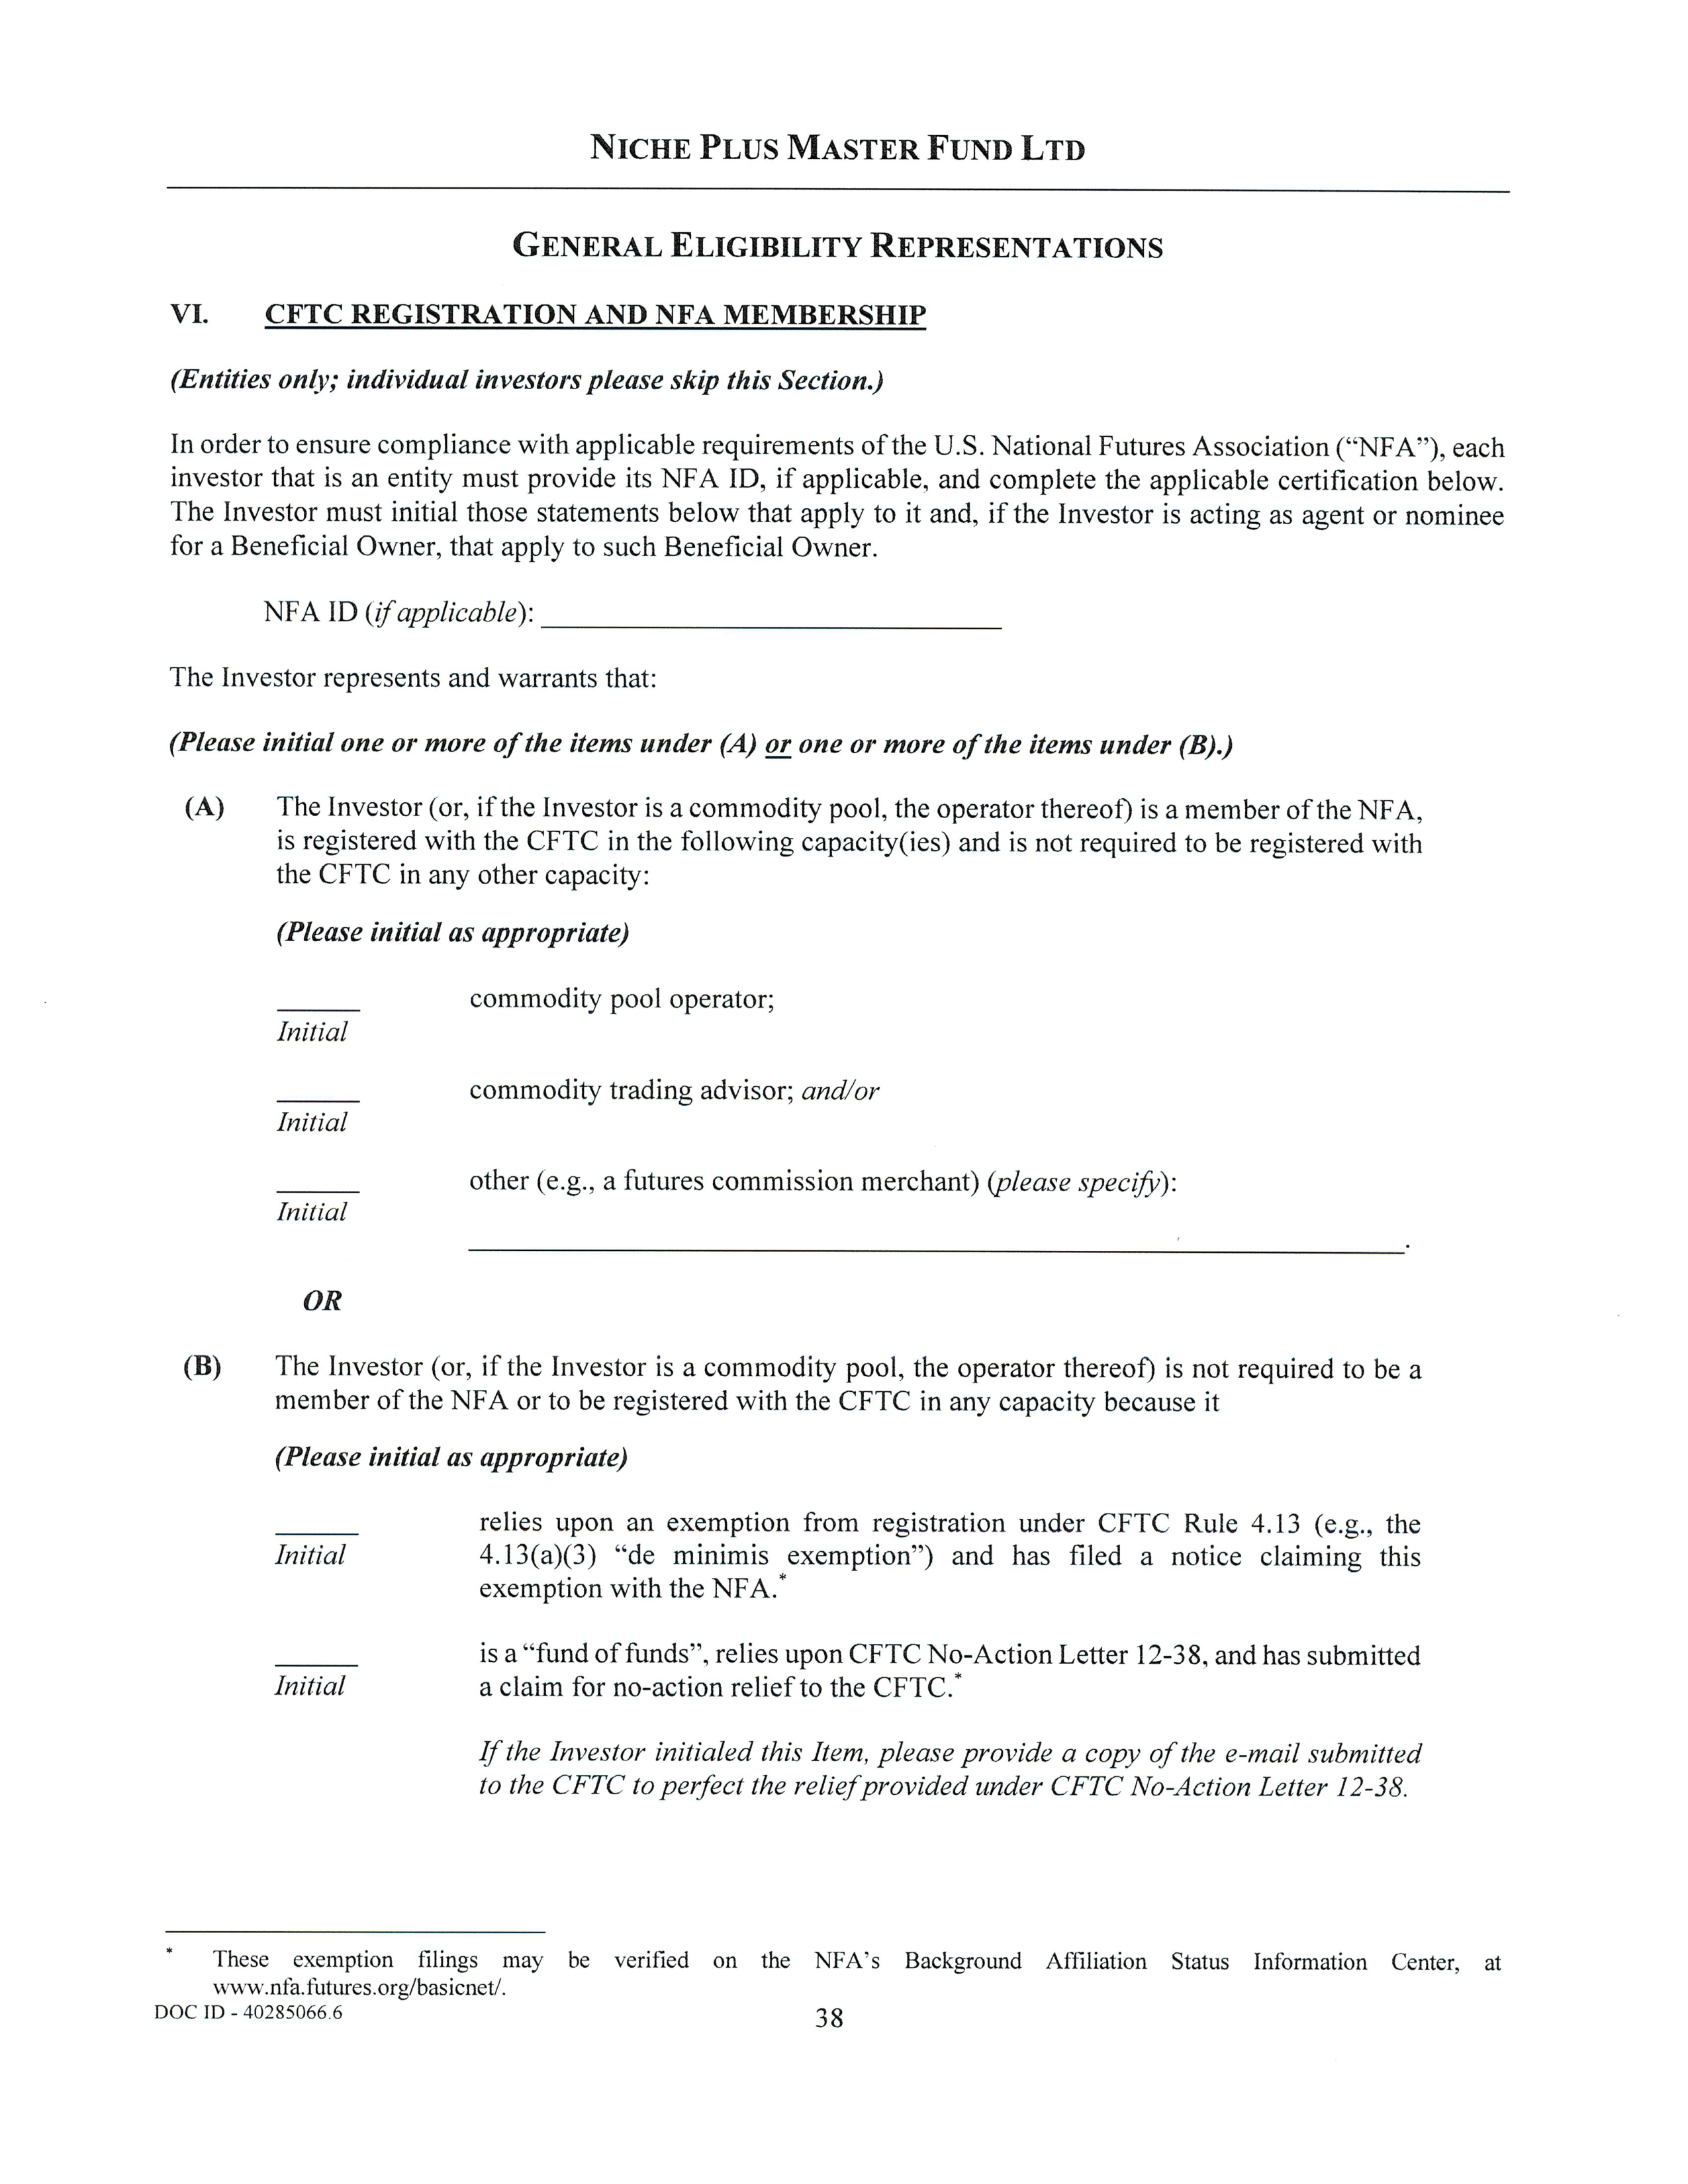 NICHE PLUS MASTER FUND LTD
GENERAL ELIGIBILITY REPRESENTATIONS
VI. CFTC REGISTRATION AND NFA MEMBERSHIP
(Entities only; individual investors please skip this Section.)
In order to ensure compliance with applicable requirements of the U.S. National Futures Association (“NFA”), each
investor that is an entity must provide its NFA ID, if applicable, and complete the applicable certification below.
The Investor must initial those statements below that apply to it and, if the Investor is acting as agent or nominee
for a Beneficial Owner, that apply to such Beneficial Owner.
NFA ID (if applicable):
The Investor represents and warrants that:
(Please initial one or more of the items under (A) or one or more of the items under (B).)
(A) The Investor (or, if the Investor is a commodity pool, the operator thereof) is a member of the NFA,
is registered with the CFTC in the following capacity(ies) and is not required to be registered with
the CFTC in any other capacity:
(Please initial as appropriate)
commodity pool operator;
Initial
commodity trading advisor; and/or
Initial
other (e.g., a futures commission merchant) (please specify):
Initial
.
OR
(B) The Investor (or, if the Investor is a commodity pool, the operator thereof) is not required to be a
member of the NFA or to be registered with the CFTC in any capacity because it
(Please initial as appropriate)
relies upon an exemption from registration under CFTC Rule 4.13 (e.g., the
Initial 4.13(a)(3) “de minimis exemption”) and has filed a notice claiming this
exemption with the NFA.*
is a “fund of funds”, relies upon CFTC No-Action Letter 12-38, and has submitted
Initial a claim for no-action relief to the CFTC.*
If the Investor initialed this Item, please provide a copy of the e-mail submitted
to the CFTC to perfect the relief provided under CFTC No-Action Letter 12-38.
* These exemption filings may be verified on the NFA’s Background Affiliation Status Information Center, at
www.nfa.futures.org/basicnet/.
DOC ID - 40285066.6
38